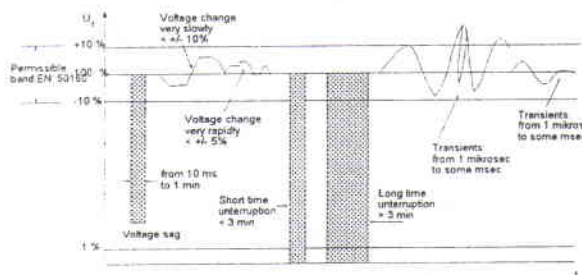 U
+10%
Voltage change
very slowly
< +/- 10%
Permissible
band EN 50160
100 %
-10%
Voltage change
very rapidly
< +/- 5%
Transients
from 1 mikrosec
to some msec
Transients
from 1 mikrosec
to some msec
from 10 ms
to 1 min
Short time
unterruption
< 3 min
Long time
unterruption
> 3 min
Voltage sag
1 %